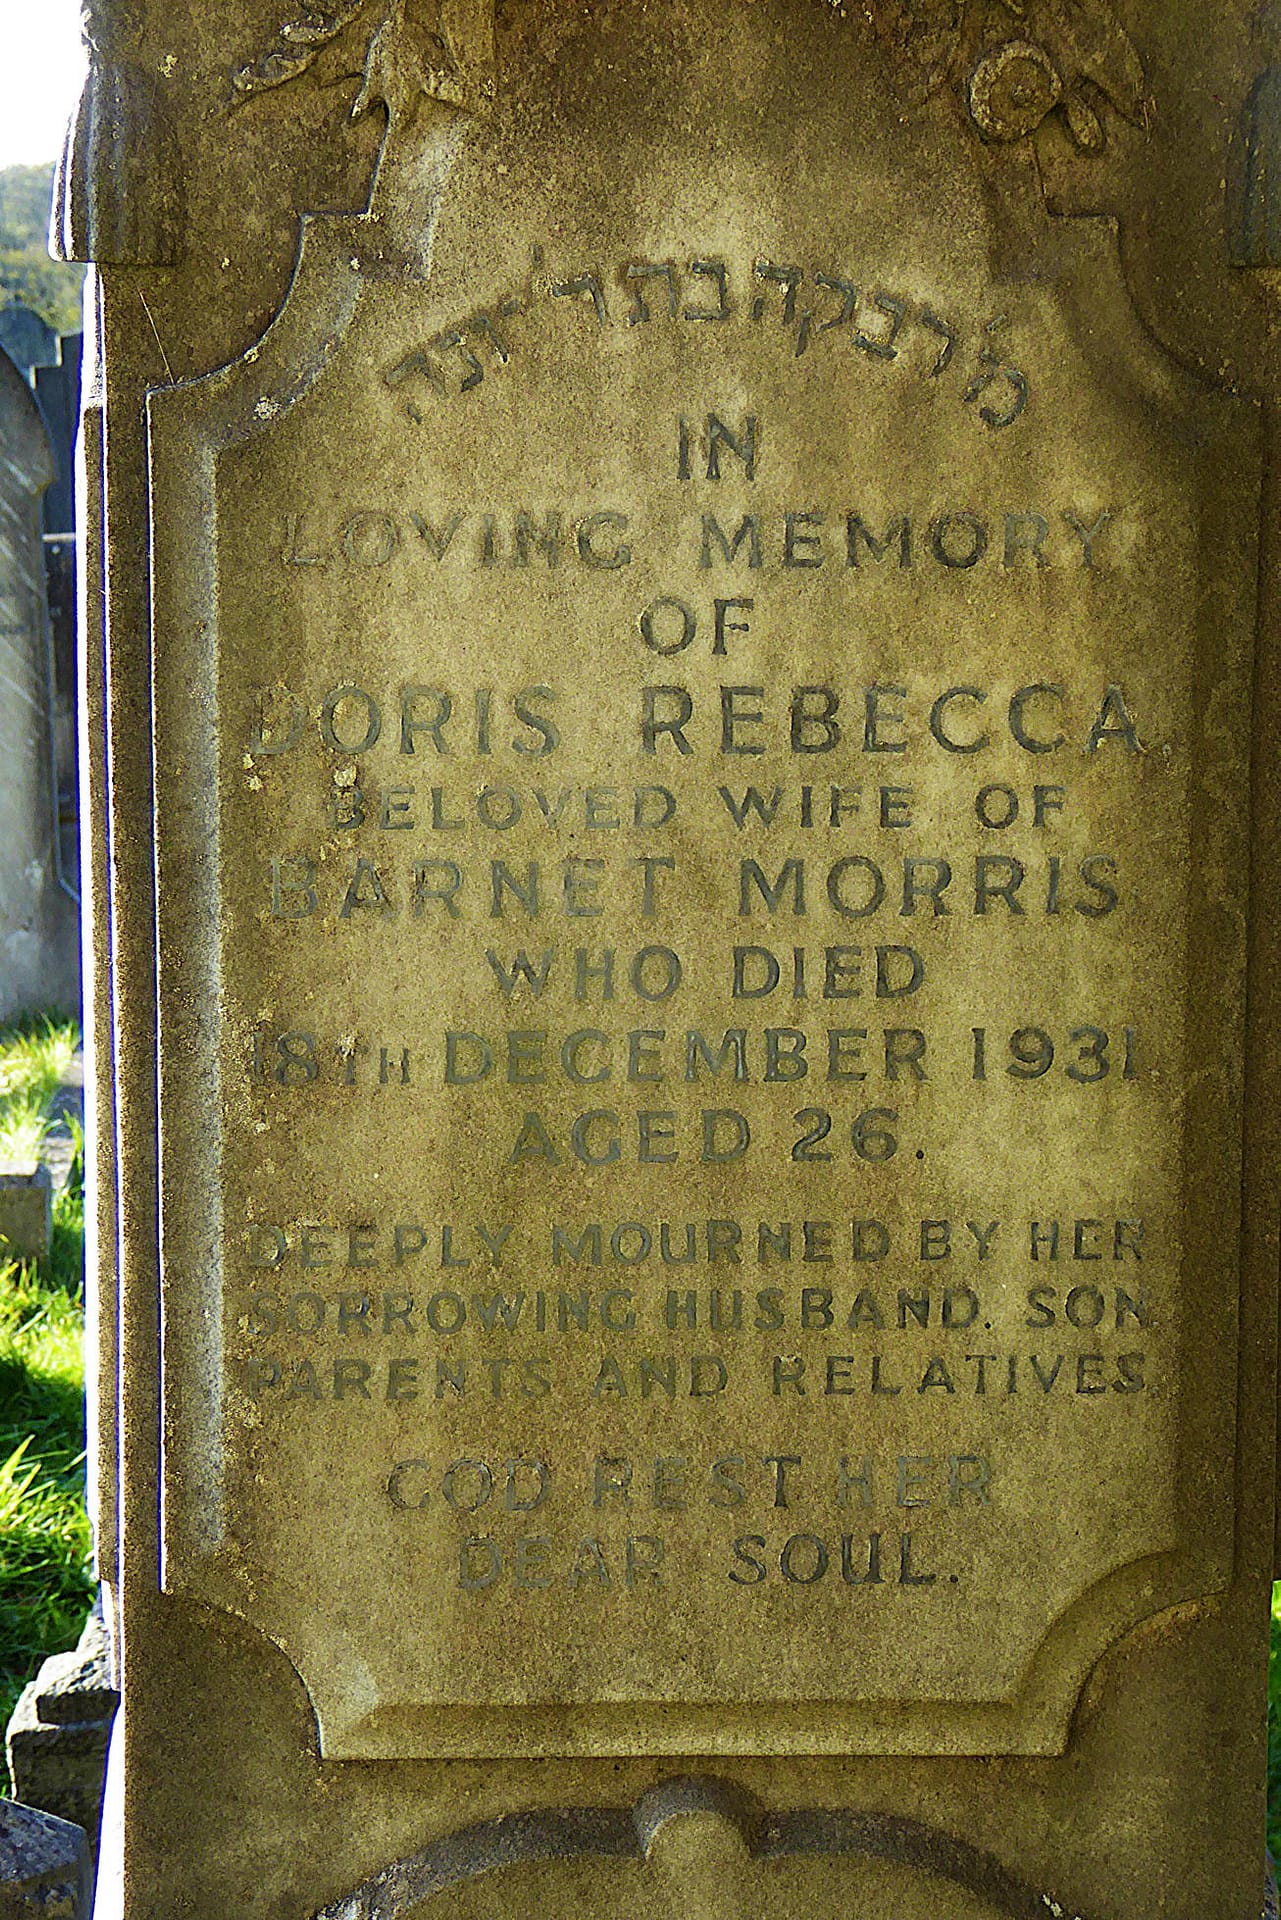 מ' רבקה בת ר' יונה
IN
LOVING MEMORY
OF
DORIS REBECCA
BELOVED WIFE OF
BARNET MORRIS
WHO DIED
18TH DECEMBER 1931
AGED 26.
DEEPLY MOURNED BY HER
SORROWING HUSBAND. SON
PARENTS AND RELATIVES
GOD REST HER
DEAR SOUL.